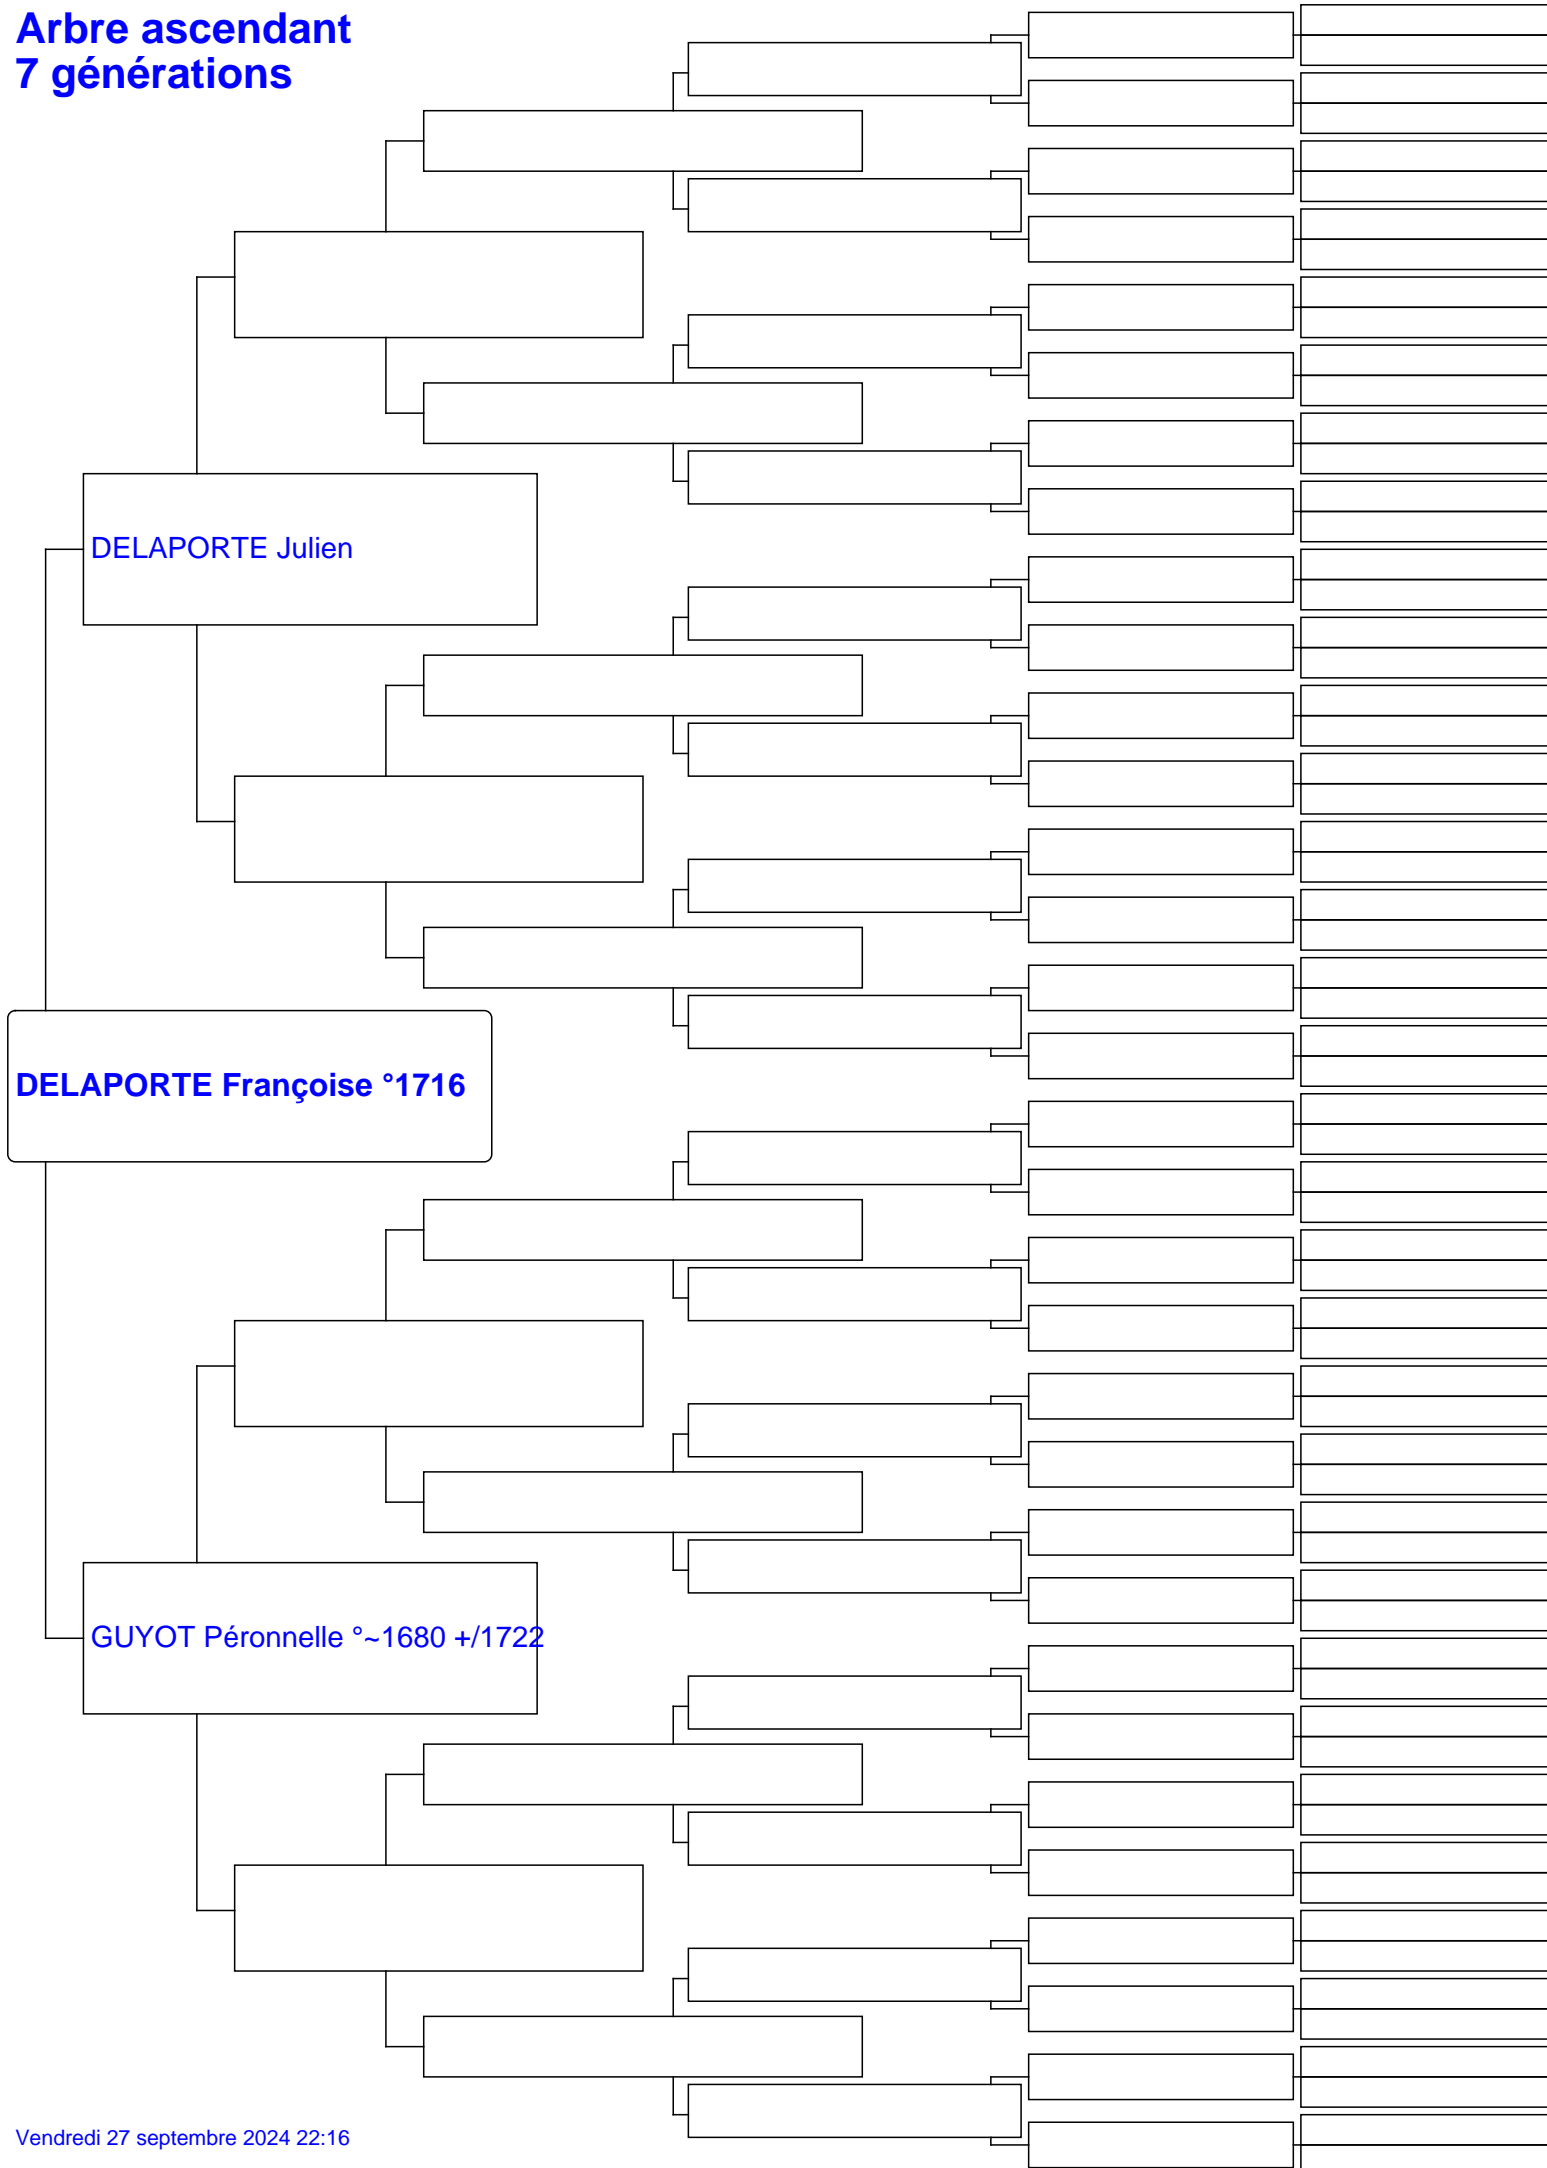 Arbre ascendant
7 générations
DELAPORTE Julien
DELAPORTE Françoise °1716
GUYOT Péronnelle °~1680 +/1722
Vendredi 27 septembre 2024 22:16